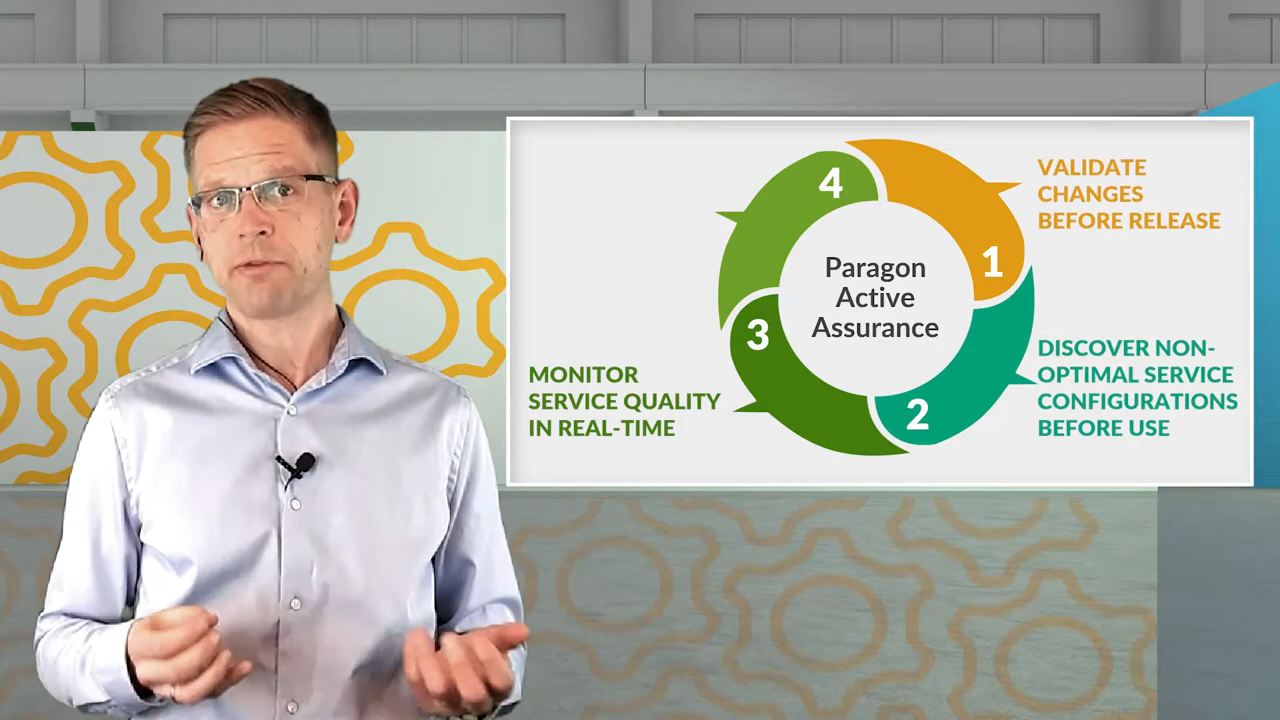 4
1
3
2
Paragon
Active
Assurance
VALIDATE
CHANGES
BEFORE RELEASE
DISCOVER NON-
OPTIMAL SERVICE
CONFIGURATIONS
BEFORE USE
MONITOR
SERVICE QUALITY
IN REAL-TIME